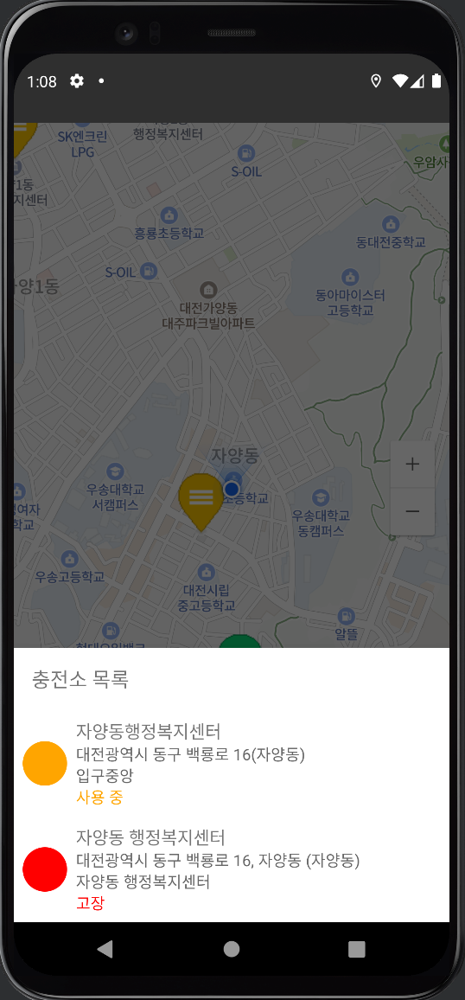 1:08
SK엔크린
LPG
행정복지센터
S-OIL
우암사
1동
지센터
흥룡초등학교
동대전중학교
S-OIL
양1동
동아마이스터
고등학교
대전가양동
대주파크빌아파트
자양동
초등학교
우송대학교
서캠퍼스
여자
학교
우송대학교
동캠퍼스
우송고등학교
대전시립
중고등학교
알뜰
충전소 목록
자양동행정복지센터
대전광역시 동구 백룡로 16(자양동)
입구중앙
사용 중
자양동 행정복지센터
대전광역시 동구 백룡로 16, 자양동 (자양동)
자양동 행정복지센터
고장